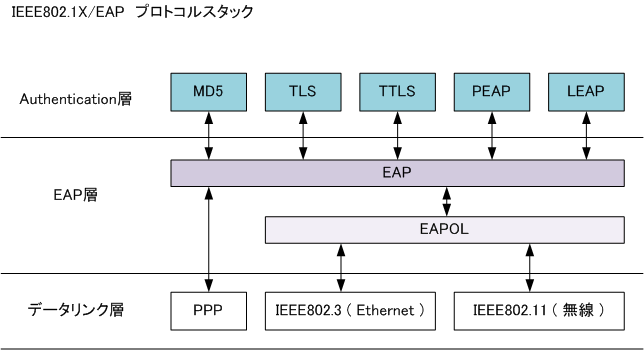 IEEE802.1X/EAP プロトコルスタック
Authentication層
MD5
TLS
TTLS
PEAP
LEAP
EAP層
EAP
EAPOL
データリンク層
PPP
IEEE802.3 ( Ethernet )
IEEE802.11 ( 無線 )